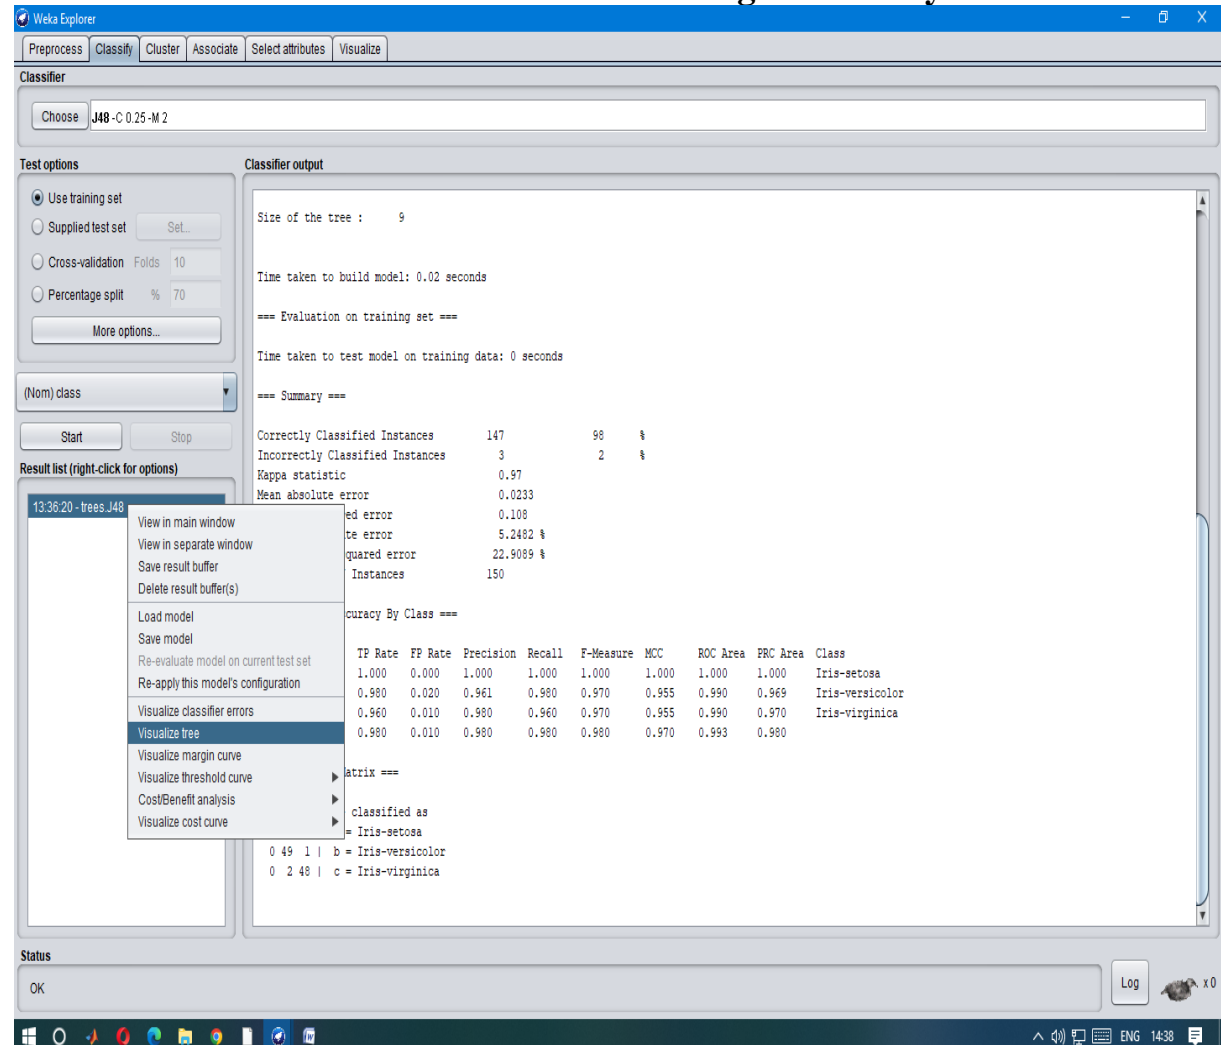 Weka Explorer
Preprocess Classify Cluster Associate Select attributes Visualize
Classifier
Choose J48 -C 0.25 -M 2
Test options
Use training set
Supplied test set Set...
Cross-validation Folds 10
Percentage split % 70
More options...
(Nom) class
Start Stop
Result list (right-click for options)
13:36:20 - trees.J48
View in main window
View in separate window
Save result buffer
Delete result buffer(s)
Load model
Save model
Re-evaluate model on current test set
Re-apply this model's configuration
Visualize classifier errors
Visualize tree
Visualize margin curve
Visualize threshold curve
Cost/Benefit analysis
Visualize cost curve
Classifier output
Size of the tree : 9
Time taken to build model: 0.02 seconds
=== Evaluation on training set ===
Time taken to test model on training data: 0 seconds
=== Summary ===
Correctly Classified Instances 147 98 %
Incorrectly Classified Instances 3 2 %
Kappa statistic 0.97
Mean absolute error 0.0233
ed error 0.108
te error 5.2482 %
quared error 22.9089 %
Instances 150
curacy By Class ===
TP Rate FP Rate Precision Recall F-Measure MCC ROC Area PRC Area Class
1.000 0.000 1.000 1.000 1.000 1.000 1.000 1.000 Iris-setosa
0.980 0.020 0.961 0.980 0.970 0.955 0.990 0.969 Iris-versicolor
0.960 0.010 0.980 0.960 0.970 0.955 0.990 0.970 Iris-virginica
0.980 0.010 0.980 0.980 0.980 0.970 0.993 0.980
atrix ===
classified as
= Iris-setosa
0 49 1 | b = Iris-versicolor
0 2 48 | c = Iris-virginica
Status
OK
Log x 0
ENG 14:38